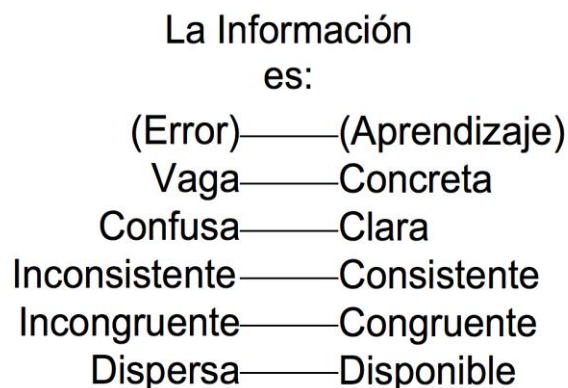 La Información
es:
(Error)———(Aprendizaje)
Vaga———Concreta
Confusa———Clara
Inconsistente———Consistente
Incongruente———Congruente
Dispersa———Disponible